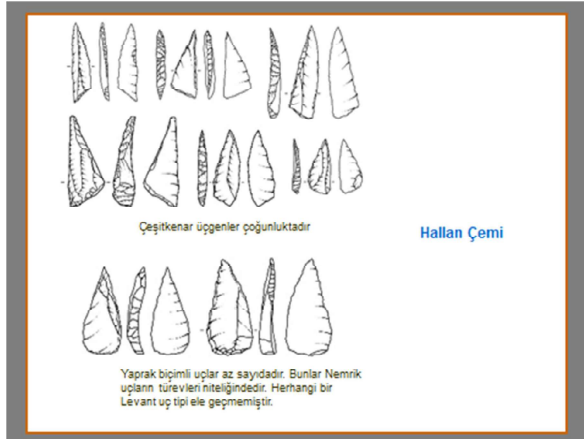 Çeşitkenar üçgenler çoğunluktadır
Hallan Çemi
Yaprak biçimli uçlar az sayıdadır. Bunlar Nemrik
uçların türevleri niteliğindedir. Herhangi bir
Levant uç tipi ele geçmemiştir.